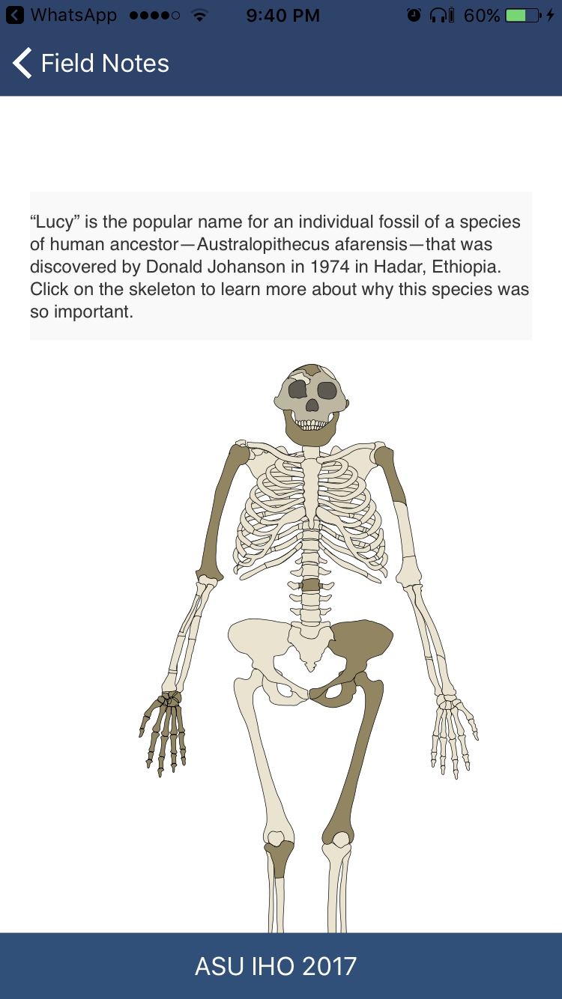 WhatsApp 9:40 PM 60%
Field Notes
“Lucy” is the popular name for an individual fossil of a species
of human ancestor—Australopithecus afarensis—that was
discovered by Donald Johanson in 1974 in Hadar, Ethiopia.
Click on the skeleton to learn more about why this species was
so important.
ASU IHO 2017